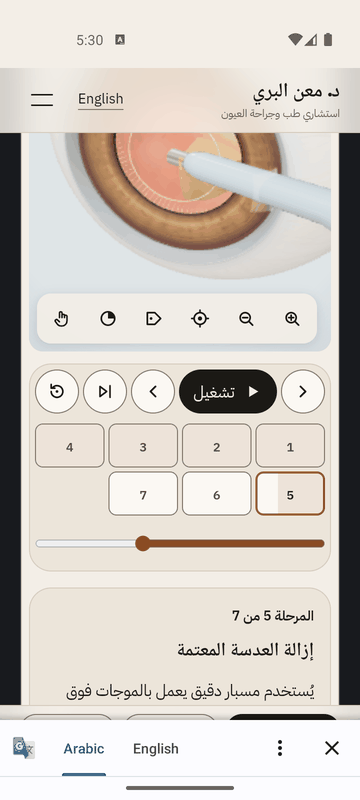 5:30
A
د. معن البري
استشاري طب وجراحة العيون
English
تشغيل
1 2 3 4
5 6 7
المرحلة 5 من 7
إزالة العدسة المعتمة
يُستخدم مسبار دقيق يعمل بالموجات فوق
Arabic English